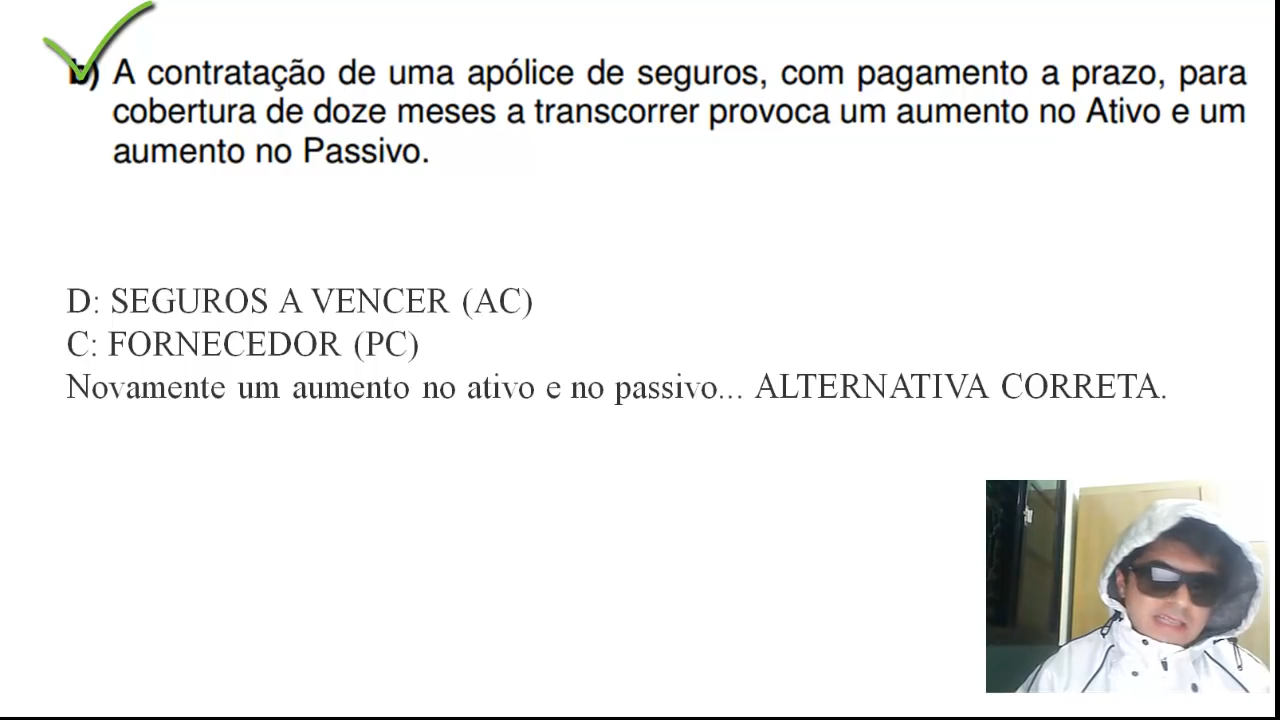 b) A contratação de uma apólice de seguros, com pagamento a prazo, para
cobertura de doze meses a transcorrer provoca um aumento no Ativo e um
aumento no Passivo.
D: SEGUROS A VENCER (AC)
C: FORNECEDOR (PC)
Novamente um aumento no ativo e no passivo... ALTERNATIVA CORRETA.